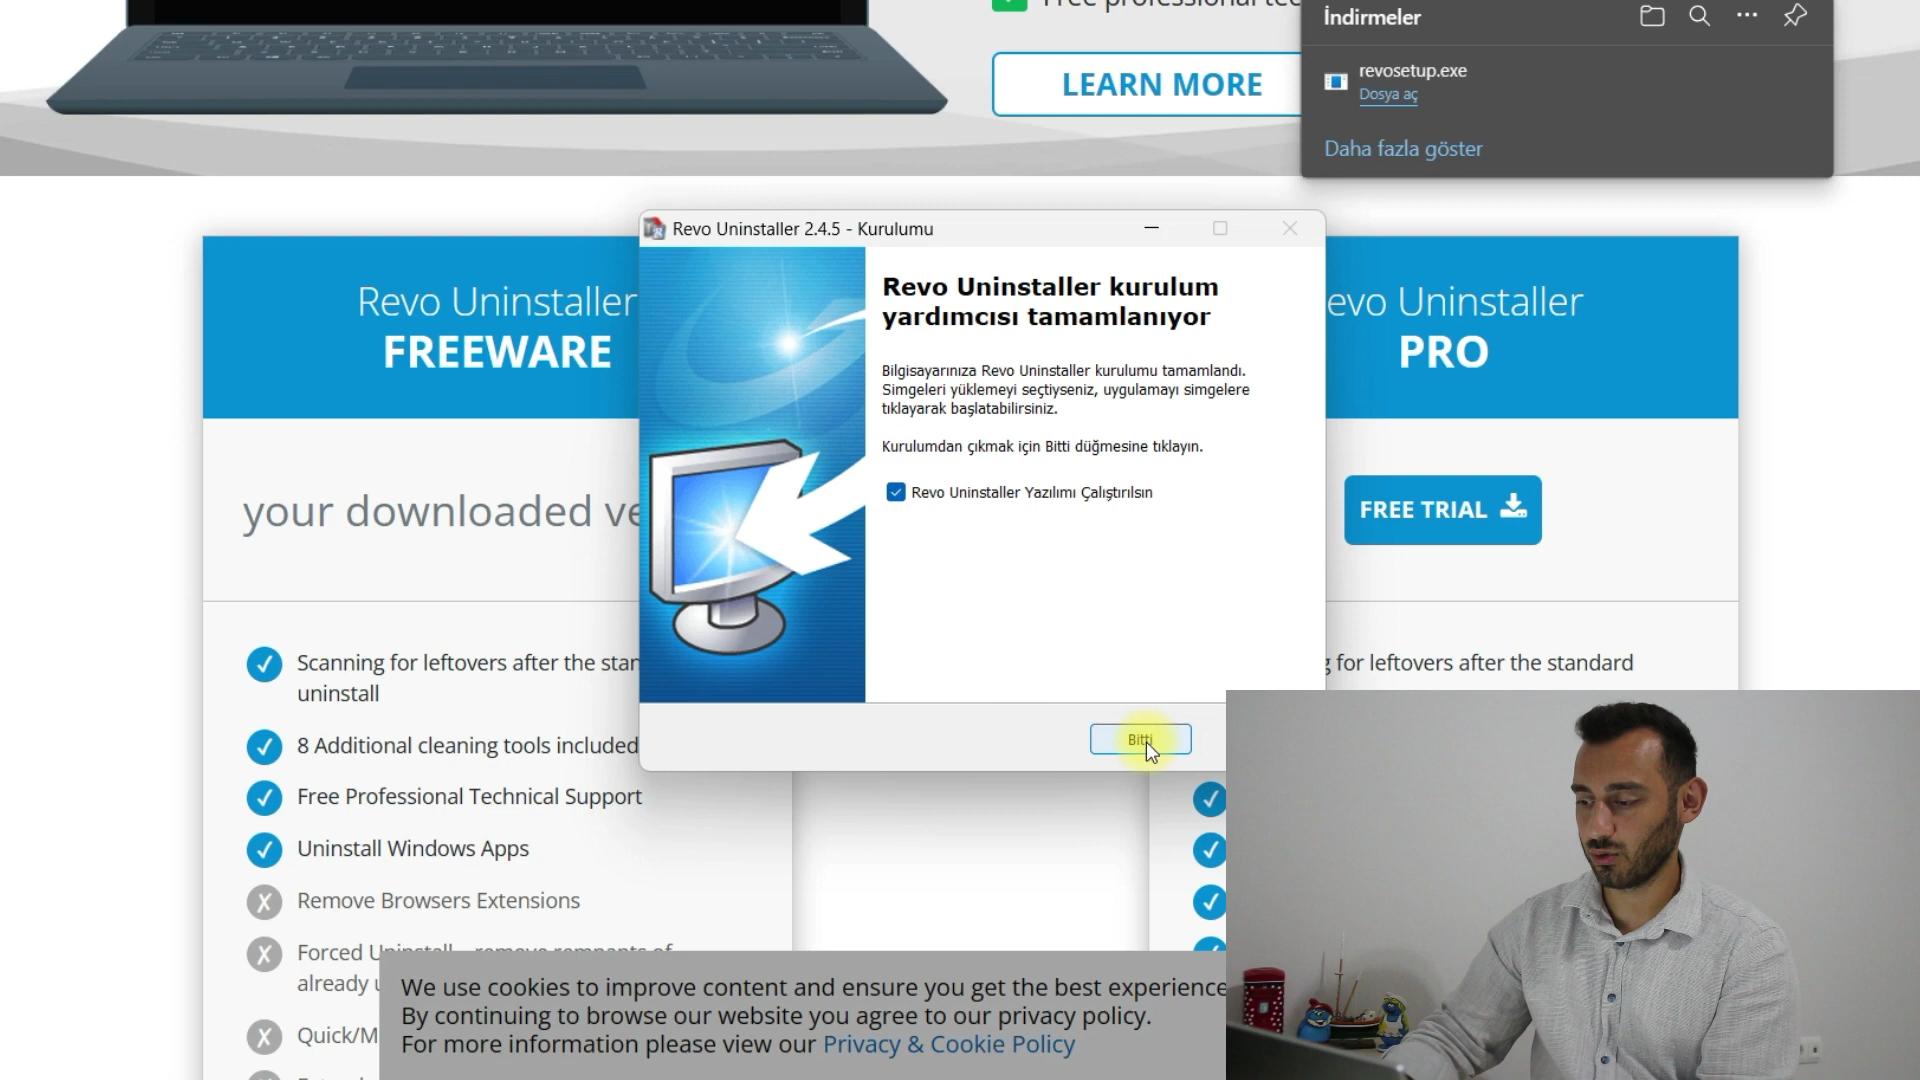 İndirmeler
revosetup.exe
Dosya aç
Daha fazla göster
LEARN MORE
Revo Uninstaller 2.4.5 - Kurulumu
Revo Uninstaller kurulum
yardımcısı tamamlanıyor
Bilgisayarınıza Revo Uninstaller kurulumu tamamlandı.
Simgeleri yüklemeyi seçtiyseniz, uygulamayı simgelere
tıklayarak başlatabilirsiniz.
Kurulumdan çıkmak için Bitti düğmesine tıklayın.
Revo Uninstaller Yazılımı Çalıştırılsın
Bitti
Revo Uninstaller
FREEWARE
your downloaded
Scanning for leftovers after the
uninstall
8 Additional cleaning tools included
Free Professional Technical Support
Uninstall Windows Apps
Remove Browsers Extensions
Forced
already
Uninstaller
PRO
FREE TRIAL
for leftovers after the standard
We use cookies to improve content and ensure you get the best experience
By continuing to browse our website you agree to our privacy policy.
For more information please view our Privacy & Cookie Policy